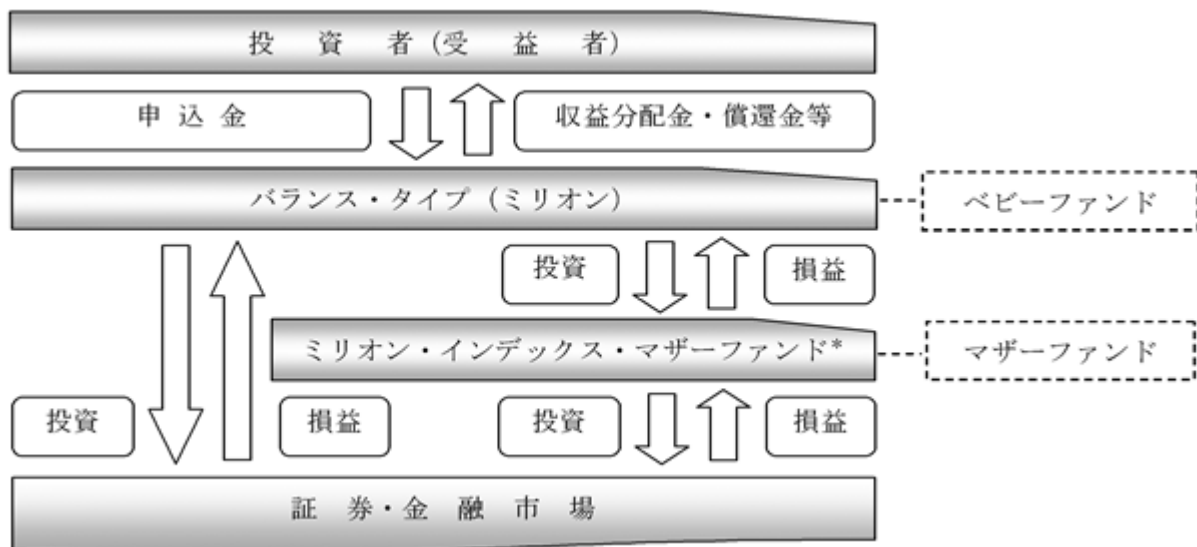 投資者(受益者)
申込金
収益分配金・償還金等
バランス・タイプ(ミリオン)
ベビーファンド
投資
損益
ミリオン・インデックス・マザーファンド*
マザーファンド
投資
損益
投資
損益
証券・金融市場